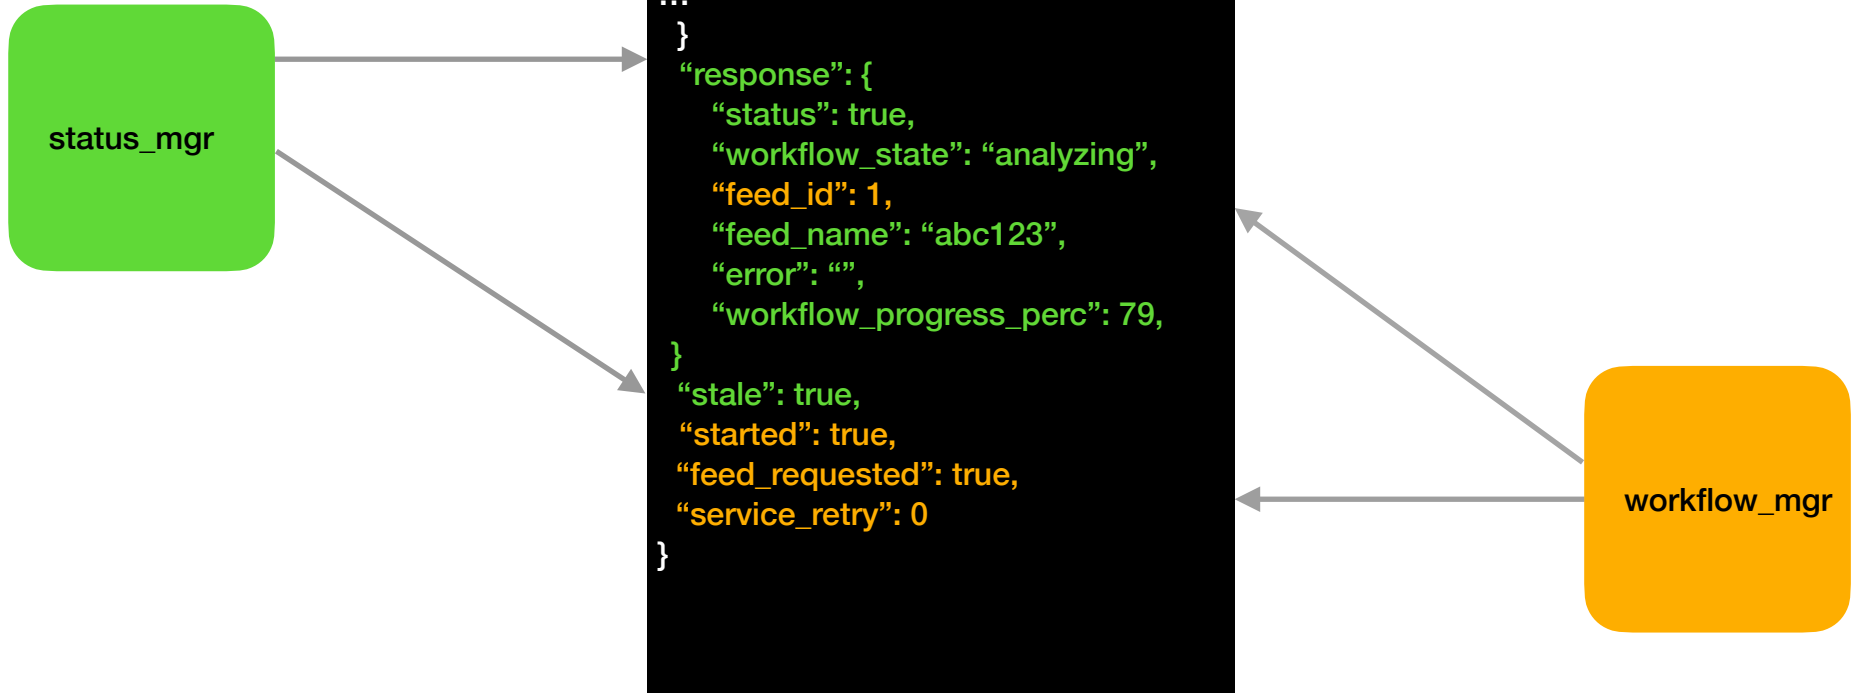 ...
}
“response”: {
“status”: true,
“workflow_state”: “analyzing”,
“feed_id”: 1,
“feed_name”: “abc123”,
“error”: “”,
“workflow_progress_perc”: 79,
}
“stale”: true,
“started”: true,
“feed_requested”: true,
“service_retry”: 0
}
status_mgr
workflow_mgr